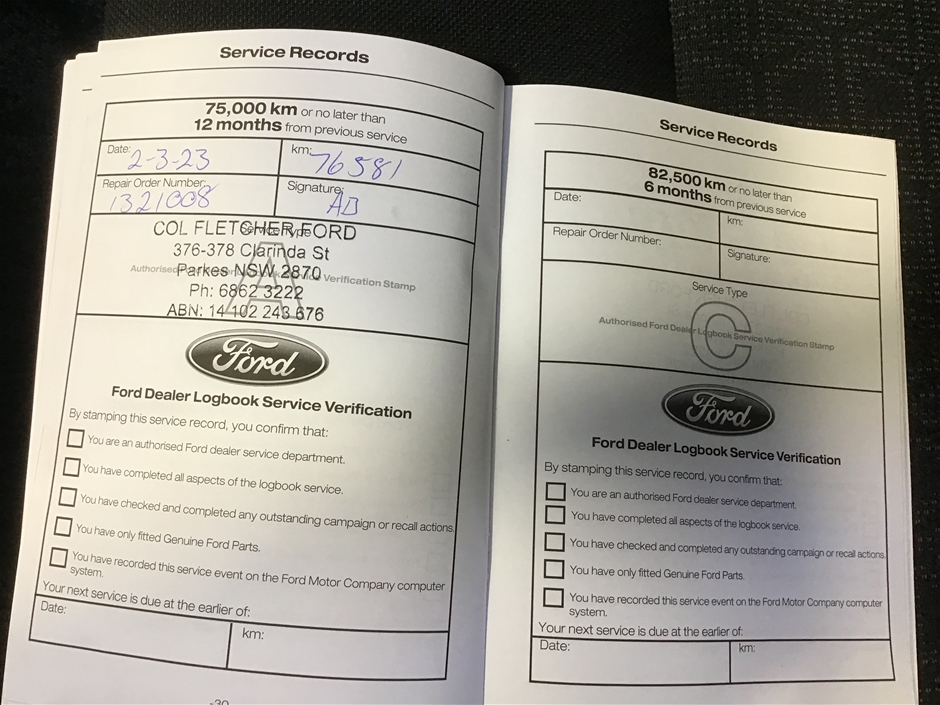 Service Records
75,000 km or no later than
12 months from previous service
Date: 2-3-23
km: 76581
Repair Order Number: 1321008
Signature: AB
Service Type
A
Authorised Ford Dealer Logbook Service Verification Stamp
COL FLETCHER FORD
376-378 Clarinda St
Parkes NSW 2870
Ph: 6862 3222
ABN: 14 102 243 676
Ford
Ford Dealer Logbook Service Verification
By stamping this service record, you confirm that:
You are an authorised Ford dealer service department.
You have completed all aspects of the logbook service.
You have checked and completed any outstanding campaign or recall actions.
You have only fitted Genuine Ford Parts.
You have recorded this service event on the Ford Motor Company computer
system.
Your next service is due at the earlier of:
Date:
km:
-30
Service Records
82,500 km or no later than
6 months from previous service
Date:
km:
Repair Order Number:
Signature:
Service Type
C
Authorised Ford Dealer Logbook Service Verification Stamp
Ford
Ford Dealer Logbook Service Verification
By stamping this service record, you confirm that:
You are an authorised Ford dealer service department.
You have completed all aspects of the logbook service.
You have checked and completed any outstanding campaign or recall actions.
You have only fitted Genuine Ford Parts.
You have recorded this service event on the Ford Motor Company computer
system.
Your next service is due at the earlier of:
Date:
km: